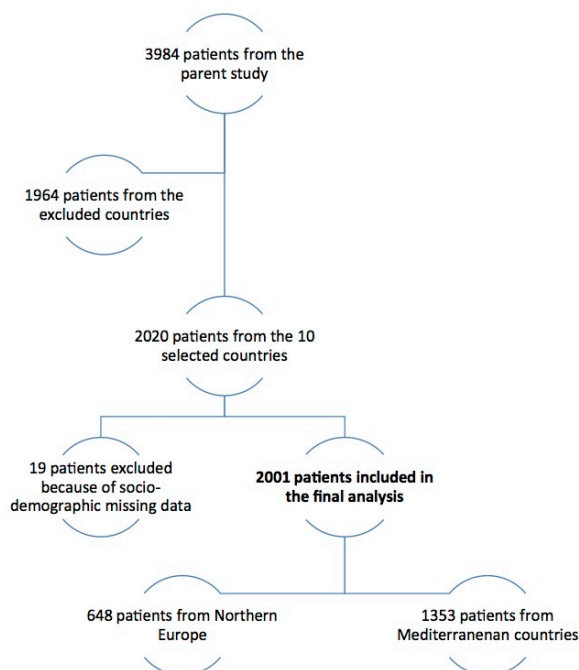 3984 patients from the
parent study
1964 patients from the
excluded countries
2020 patients from the 10
selected countries
19 patients excluded
because of socio-
demographic missing data
2001 patients included in
the final analysis
648 patients from Northern
Europe
1353 patients from
Mediterranenan countries